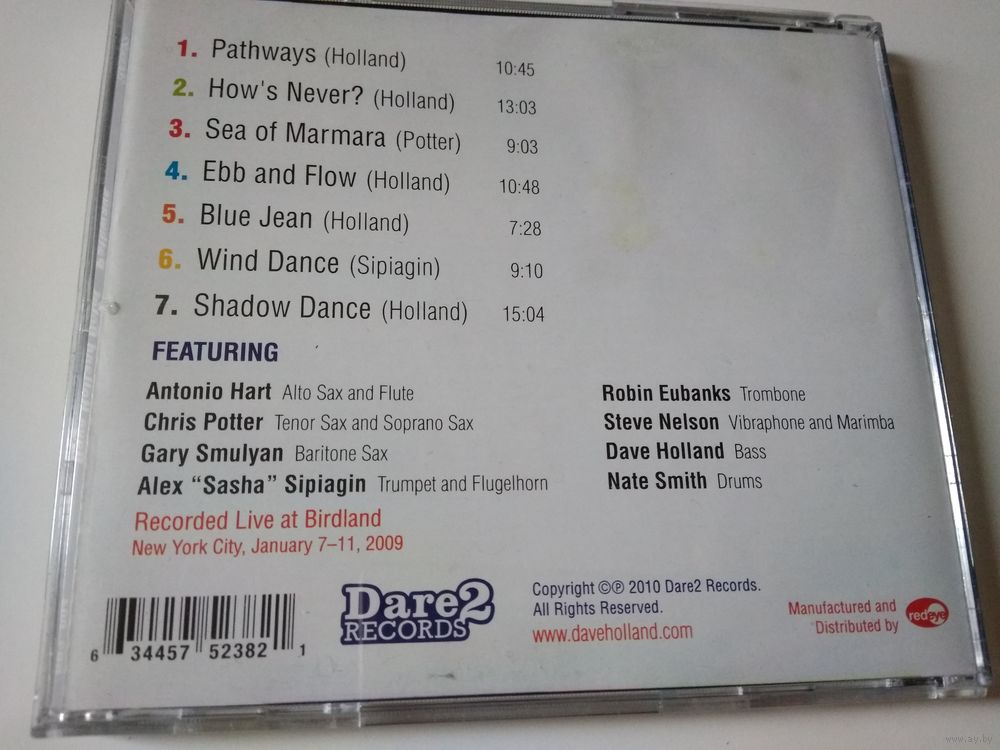 1. Pathways (Holland) 10:45
2. How's Never? (Holland) 13:03
3. Sea of Marmara (Potter) 9:03
4. Ebb and Flow (Holland) 10:48
5. Blue Jean (Holland) 7:28
6. Wind Dance (Sipiagin) 9:10
7. Shadow Dance (Holland) 15:04
FEATURING
Antonio Hart Alto Sax and Flute
Chris Potter Tenor Sax and Soprano Sax
Gary Smulyan Baritone Sax
Alex “Sasha” Sipiagin Trumpet and Flugelhorn
Robin Eubanks Trombone
Steve Nelson Vibraphone and Marimba
Dave Holland Bass
Nate Smith Drums
Recorded Live at Birdland
New York City, January 7–11, 2009
6 34457 52382 1
Dare2
RECORDS
Copyright ©℗ 2010 Dare2 Records.
All Rights Reserved.
www.daveholland.com
Manufactured and
Distributed by
redeye
www.ay.by